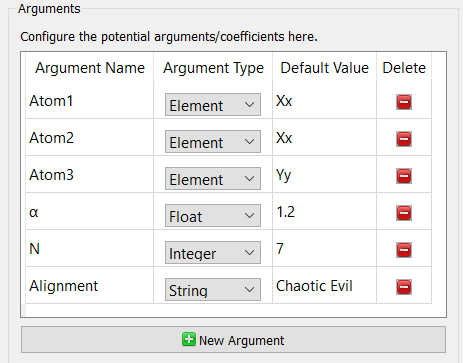 Arguments
Configure the potential arguments/coefficients here.
Argument Name Argument Type Default Value Delete
Atom1 Element Xx
Atom2 Element Xx
Atom3 Element Yy
α Float 1.2
N Integer 7
Alignment String Chaotic Evil
New Argument